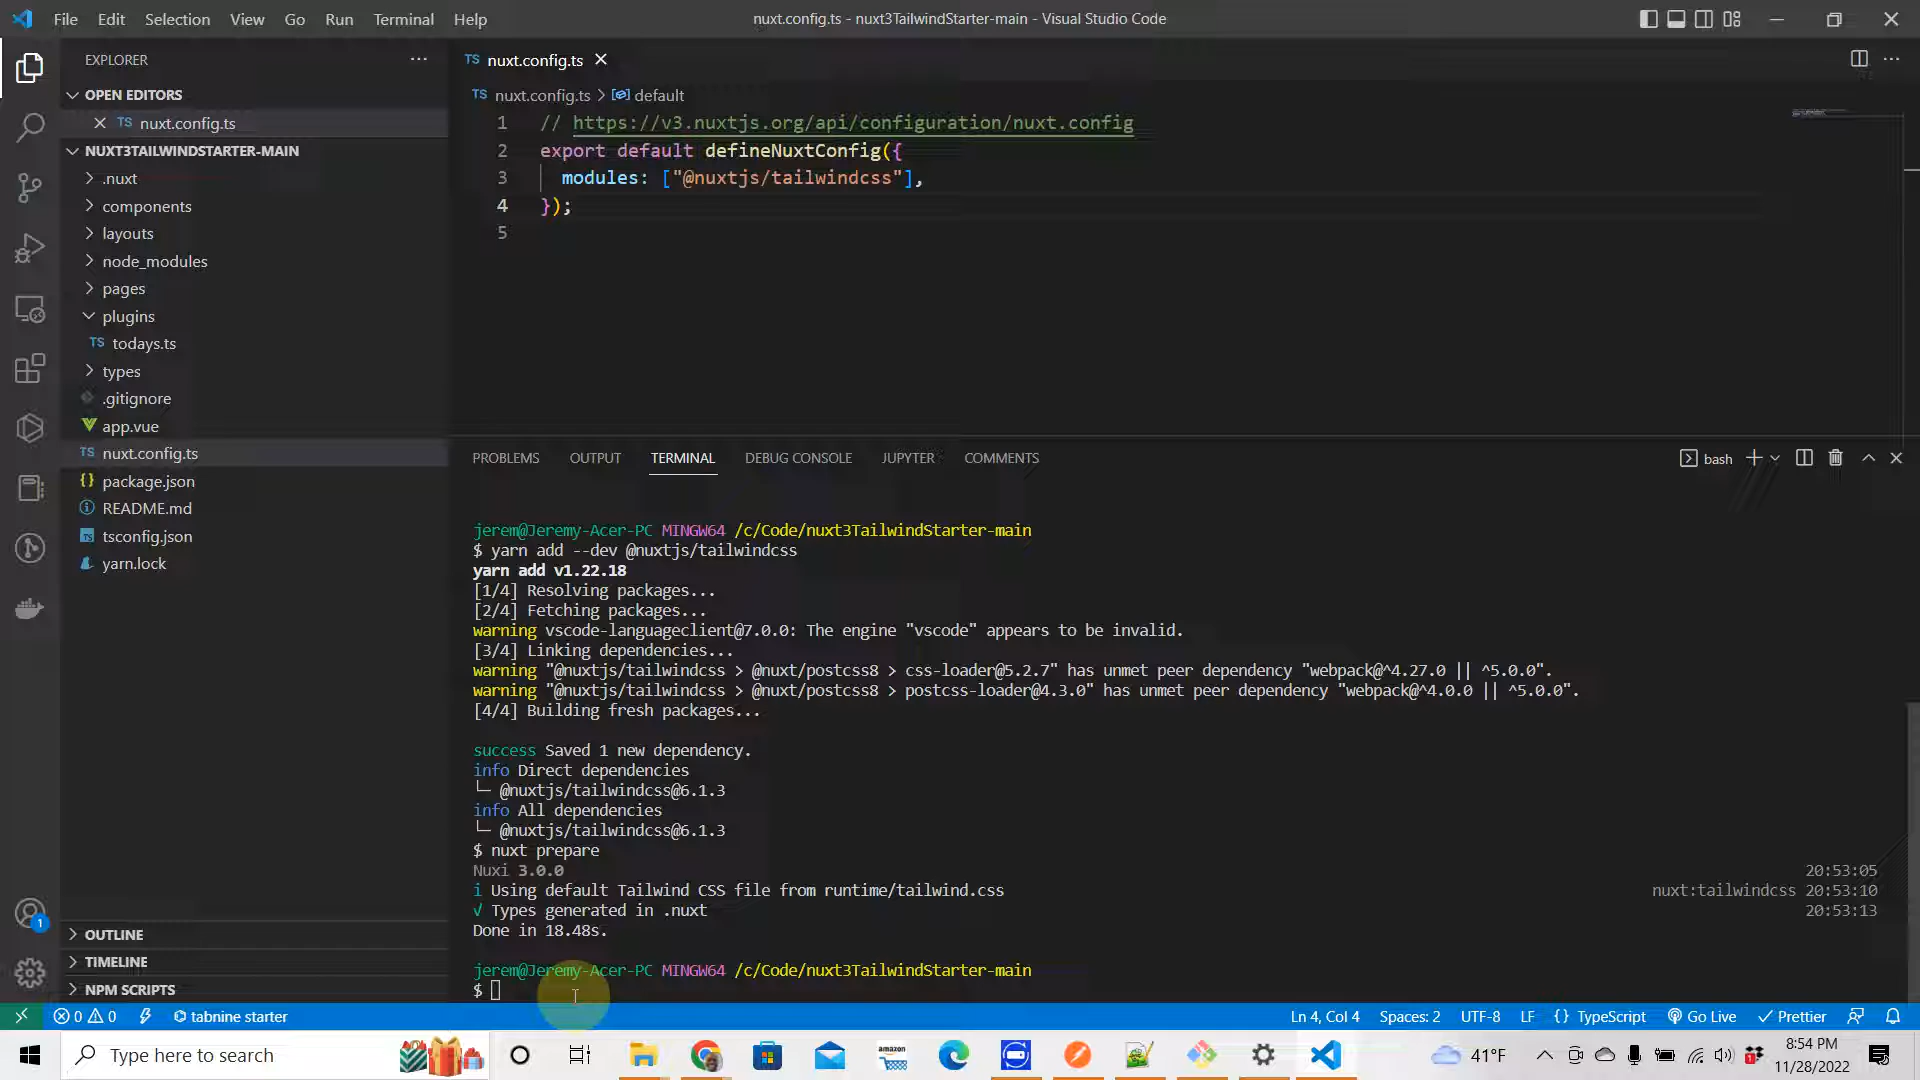 File Edit Selection View Go Run Terminal Help
nuxt.config.ts - nuxt3TailwindStarter-main - Visual Studio Code
EXPLORER
OPEN EDITORS
TS nuxt.config.ts
NUXT3TAILWINDSTARTER-MAIN
.nuxt
components
layouts
node_modules
pages
plugins
TS todays.ts
types
.gitignore
app.vue
TS nuxt.config.ts
{} package.json
README.md
TS tsconfig.json
yarn.lock
OUTLINE
TIMELINE
NPM SCRIPTS
1
TS nuxt.config.ts
TS nuxt.config.ts > default
1 // https://v3.nuxtjs.org/api/configuration/nuxt.config
2 export default defineNuxtConfig({
3 modules: ["@nuxtjs/tailwindcss"],
4 });
5
PROBLEMS OUTPUT TERMINAL DEBUG CONSOLE JUPYTER COMMENTS
bash
jerem@Jeremy-Acer-PC MINGW64 /c/Code/nuxt3TailwindStarter-main
$ yarn add --dev @nuxtjs/tailwindcss
yarn add v1.22.18
[1/4] Resolving packages...
[2/4] Fetching packages...
warning vscode-languageclient@7.0.0: The engine "vscode" appears to be invalid.
[3/4] Linking dependencies...
warning "@nuxtjs/tailwindcss > @nuxt/postcss8 > css-loader@5.2.7" has unmet peer dependency "webpack@^4.27.0 || ^5.0.0".
warning "@nuxtjs/tailwindcss > @nuxt/postcss8 > postcss-loader@4.3.0" has unmet peer dependency "webpack@^4.0.0 || ^5.0.0".
[4/4] Building fresh packages...
success Saved 1 new dependency.
info Direct dependencies
└─ @nuxtjs/tailwindcss@6.1.3
info All dependencies
└─ @nuxtjs/tailwindcss@6.1.3
$ nuxt prepare
Nuxi 3.0.0 20:53:05
i Using default Tailwind CSS file from runtime/tailwind.css nuxt:tailwindcss 20:53:10
√ Types generated in .nuxt 20:53:13
Done in 18.48s.
jerem@Jeremy-Acer-PC MINGW64 /c/Code/nuxt3TailwindStarter-main
$
0 0 tabnine starter
Ln 4, Col 4 Spaces: 2 UTF-8 LF {} TypeScript Go Live Prettier
Type here to search
amazon
41°F
8:54 PM
11/28/2022